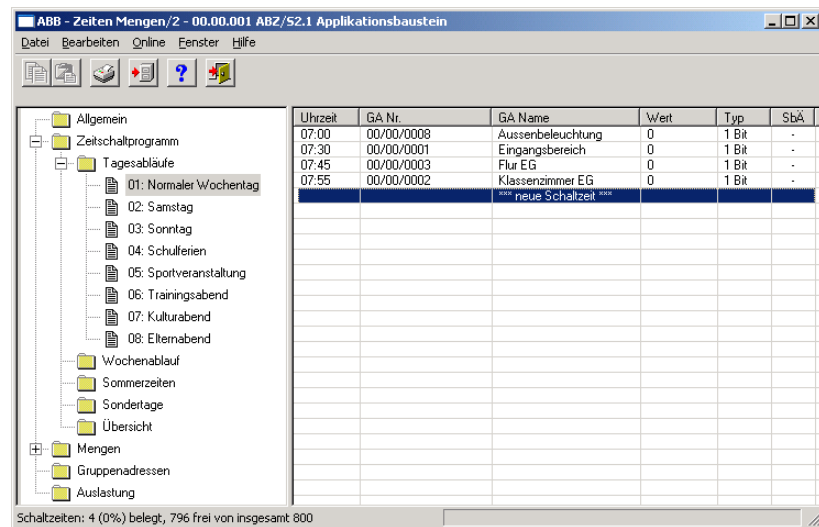 ABB - Zeiten Mengen/2 - 00.00.001 ABZ/S2.1 Applikationsbaustein
Datei Bearbeiten Online Fenster Hilfe
Allgemein
Zeitschaltprogramm
Tagesabläufe
01: Normaler Wochentag
02: Samstag
03: Sonntag
04: Schulferien
05: Sportveranstaltung
06: Trainingsabend
07: Kulturabend
08: Elternabend
Wochenablauf
Sommerzeiten
Sondertage
Übersicht
Mengen
Gruppenadressen
Auslastung
Uhrzeit GA Nr. GA Name Wert Typ SbÄ
07:00 00/00/0008 Aussenbeleuchtung 0 1 Bit -
07:30 00/00/0001 Eingangsbereich 0 1 Bit -
07:45 00/00/0003 Flur EG 0 1 Bit -
07:55 00/00/0002 Klassenzimmer EG 0 1 Bit -
*** neue Schaltzeit ***
Schaltzeiten: 4 (0%) belegt, 796 frei von insgesamt 800